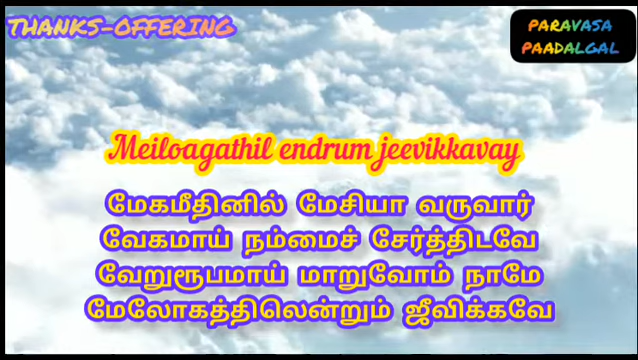 THANKS-OFFERING
PARAVASA
PAADALGAL
Meiloagathil endrum jeevikkavay
மேகமீதினில் மேசியா வருவார்
வேகமாய் நம்மைச் சேர்த்திடவே
வேறுரூபமாய் மாறுவோம் நாமே
மேலோகத்திலென்றும் ஜீவிக்கவே